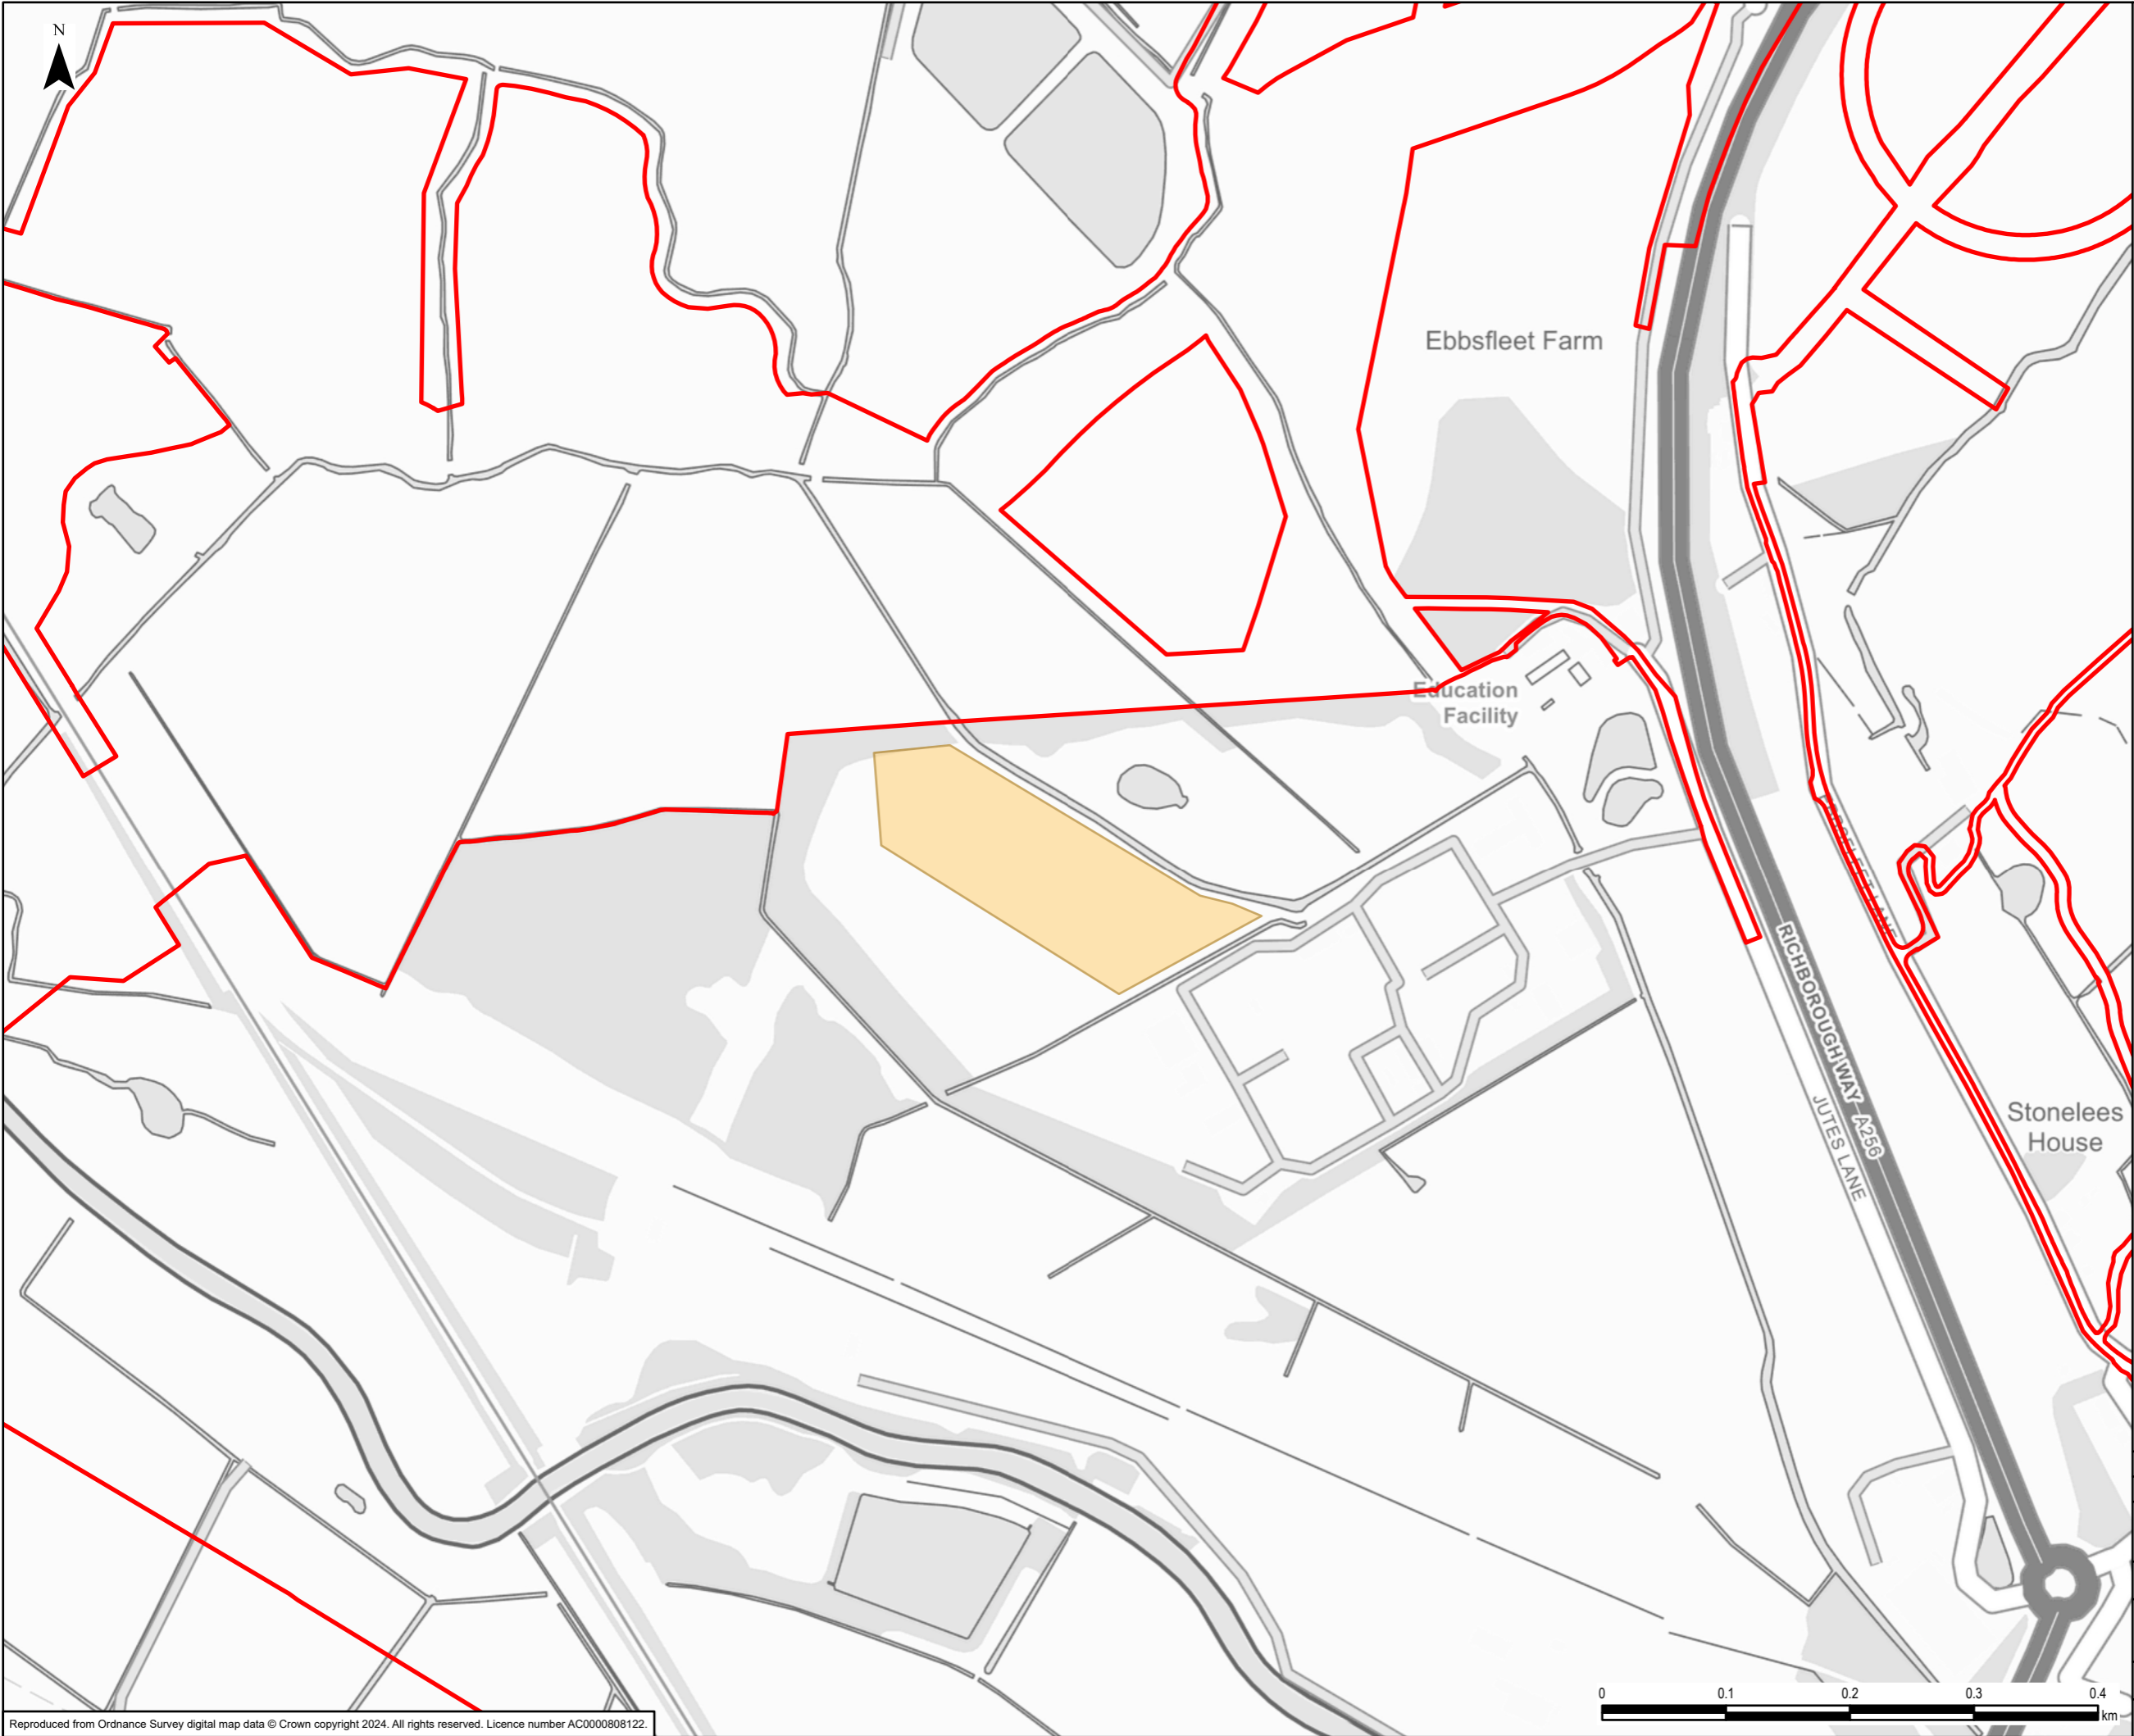 N
Ebbsfleet Farm
Education
Facility
RICHBOROUGH WAY A256
JUTES LANE
Stonelees
House
0 0.1 0.2 0.3 0.4
km
Reproduced from Ordnance Survey digital map data © Crown copyright 2024. All rights reserved. Licence number AC0000808122.